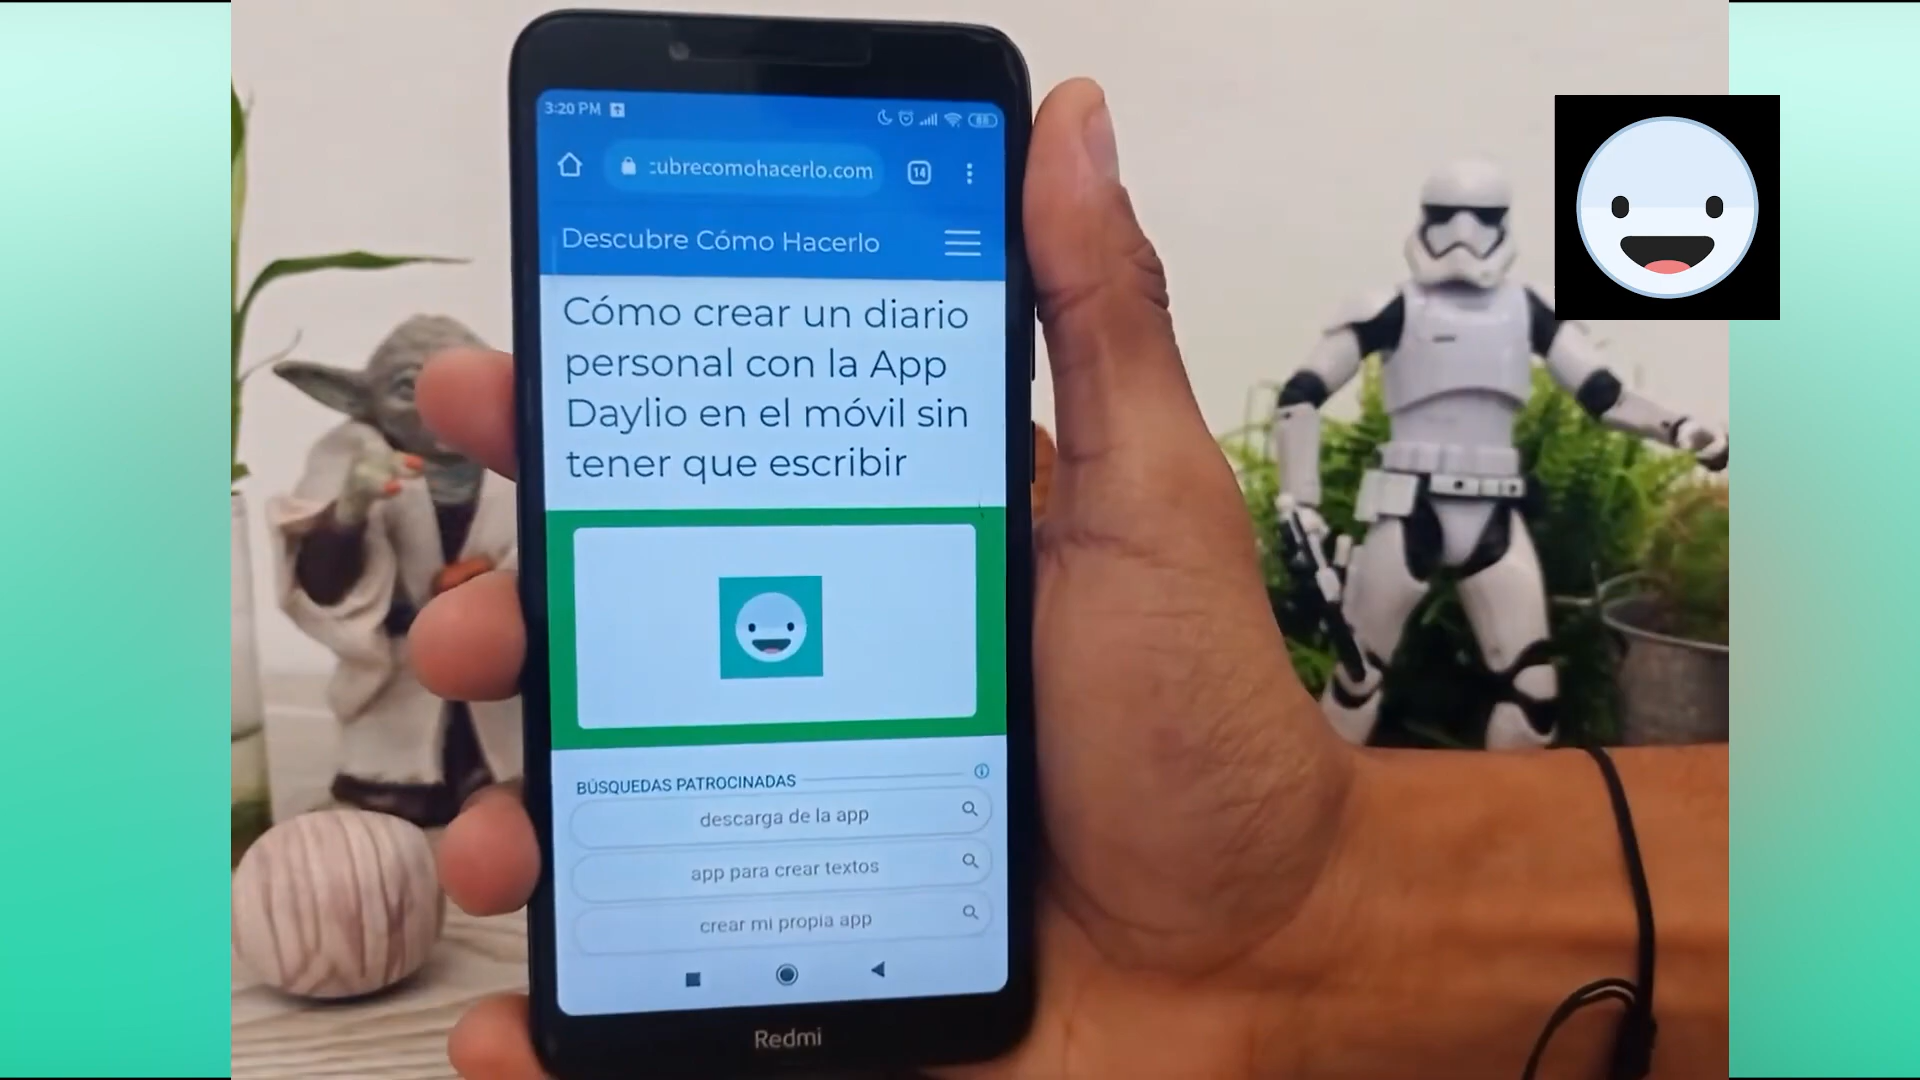 3:20 PM
88
:ubrecomohacerlo.com
14
Descubre Cómo Hacerlo
Cómo crear un diario
personal con la App
Daylio en el móvil sin
tener que escribir
BÚSQUEDAS PATROCINADAS
descarga de la app
app para crear textos
crear mi propia app
Redmi